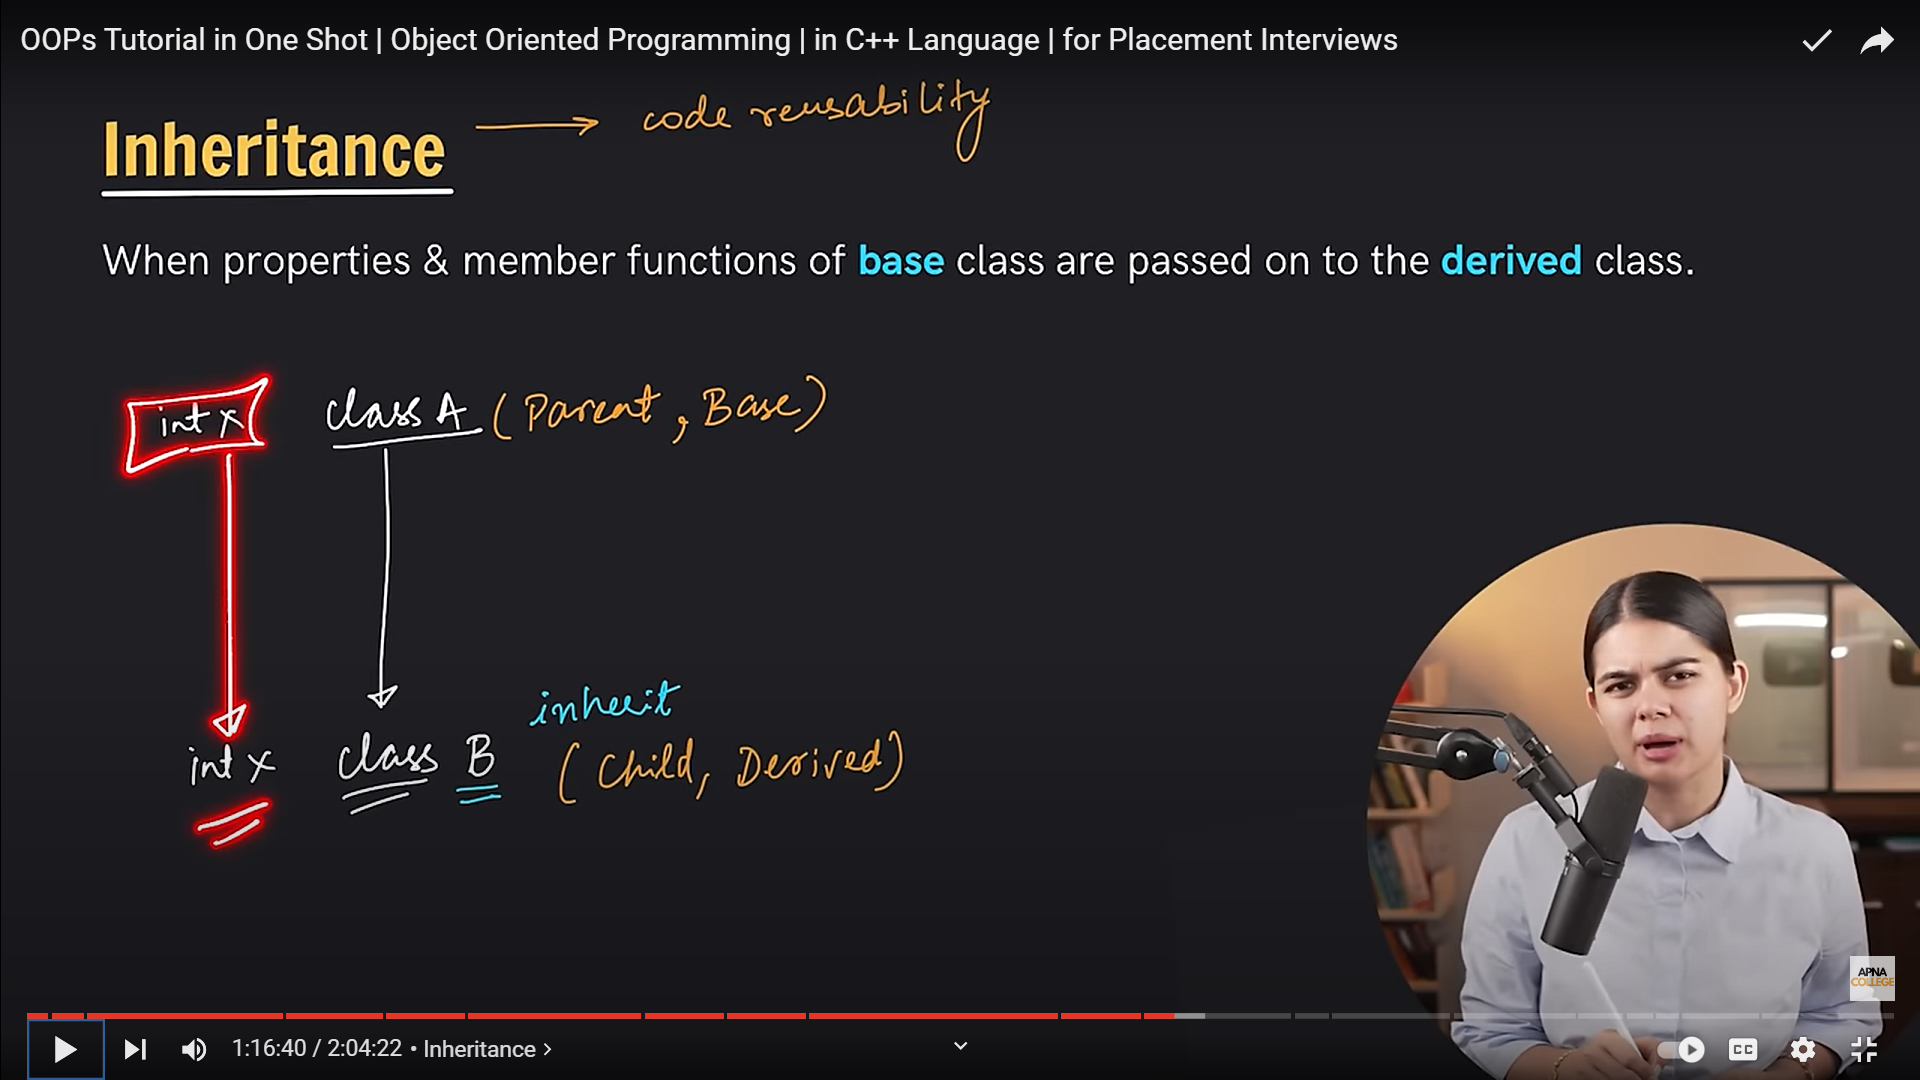 OOPs Tutorial in One Shot | Object Oriented Programming | in C++ Language | for Placement Interviews
Inheritance → code reusability
When properties & member functions of base class are passed on to the derived class.
int x class A (Parent, Base)
inherit
int x class B (Child, Derived)
APNA
COLLEGE
1:16:40 / 2:04:22 • Inheritance >
CC